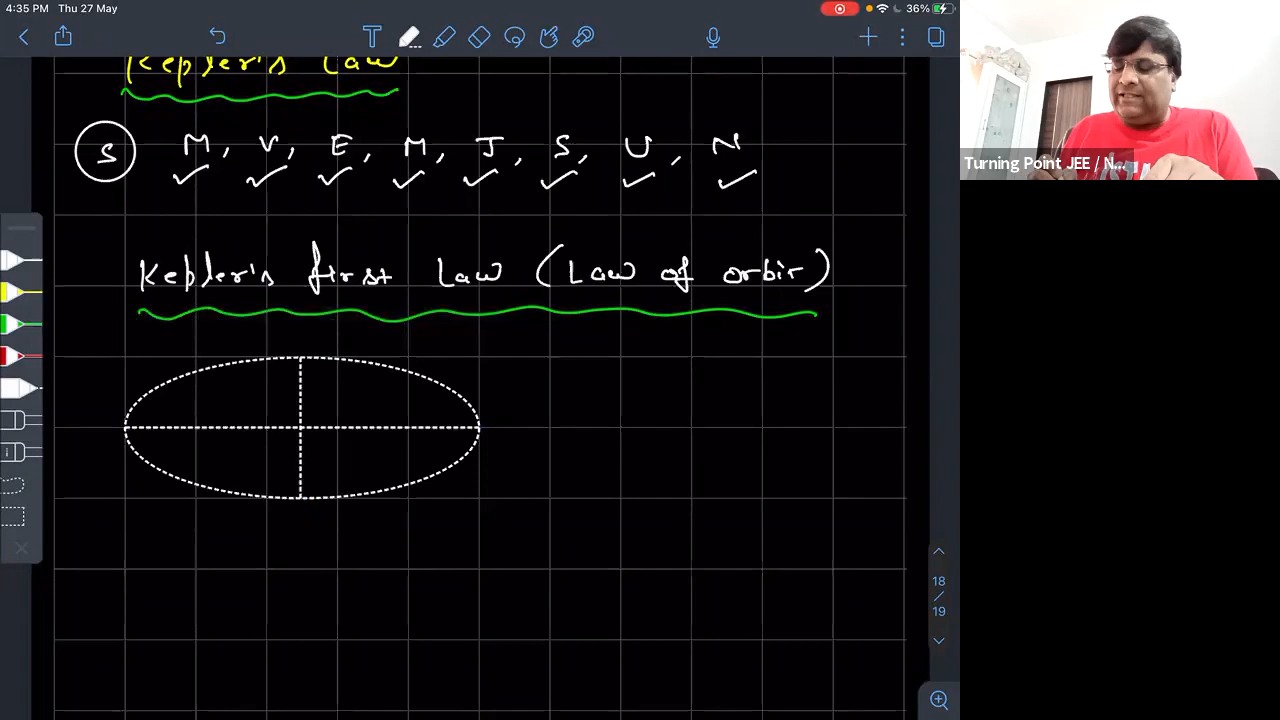 4:35 PM Thu 27 May
36%
Kepler's Law
S M, V, E, M, J, S, U, N
Kepler's first Law (Law of orbit)
18
/
19
Turning Point JEE / N...